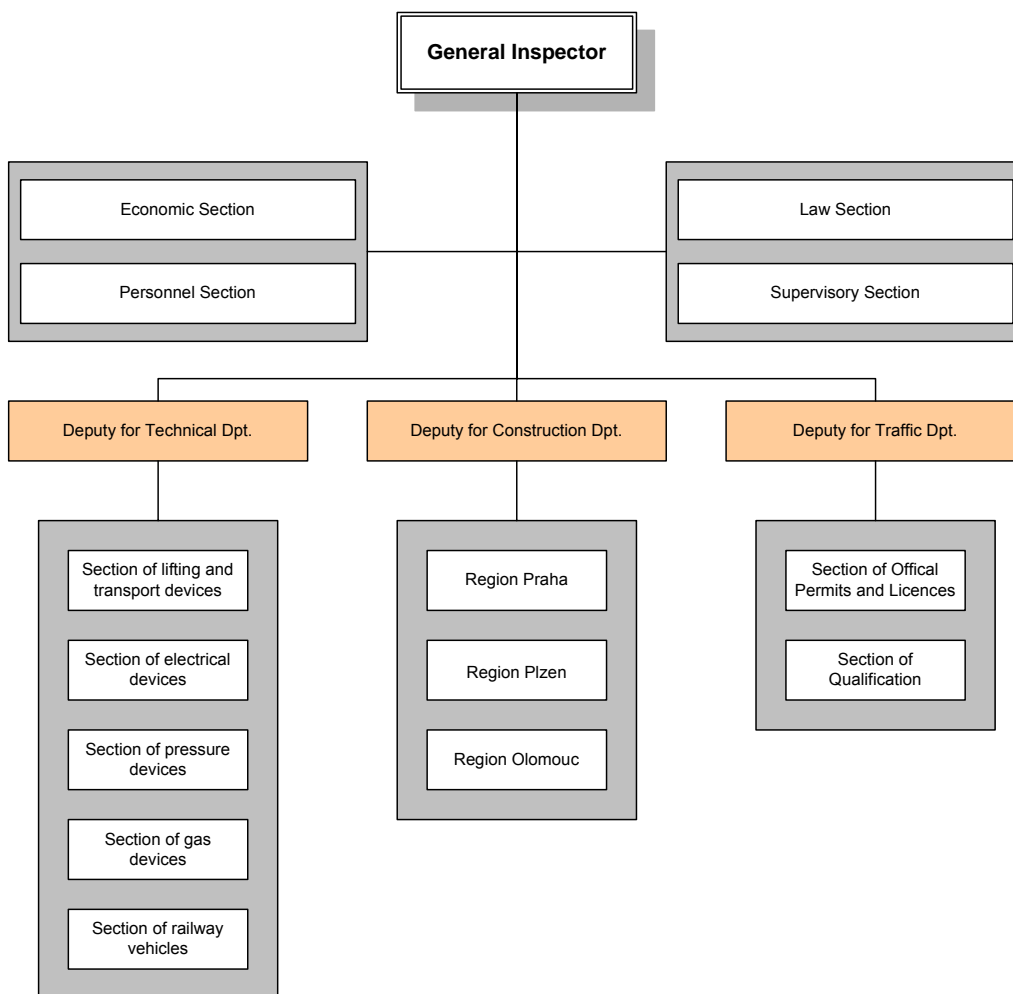 General Inspector
Economic Section
Law Section
Personnel Section
Supervisory Section
Deputy for Technical Dpt.
Deputy for Construction Dpt.
Deputy for Traffic Dpt.
Section of lifting and
transport devices
Section of electrical
devices
Section of pressure
devices
Section of gas
devices
Section of railway
vehicles
Region Praha
Region Plzen
Region Olomouc
Section of Offical
Permits and Licences
Section of
Qualification